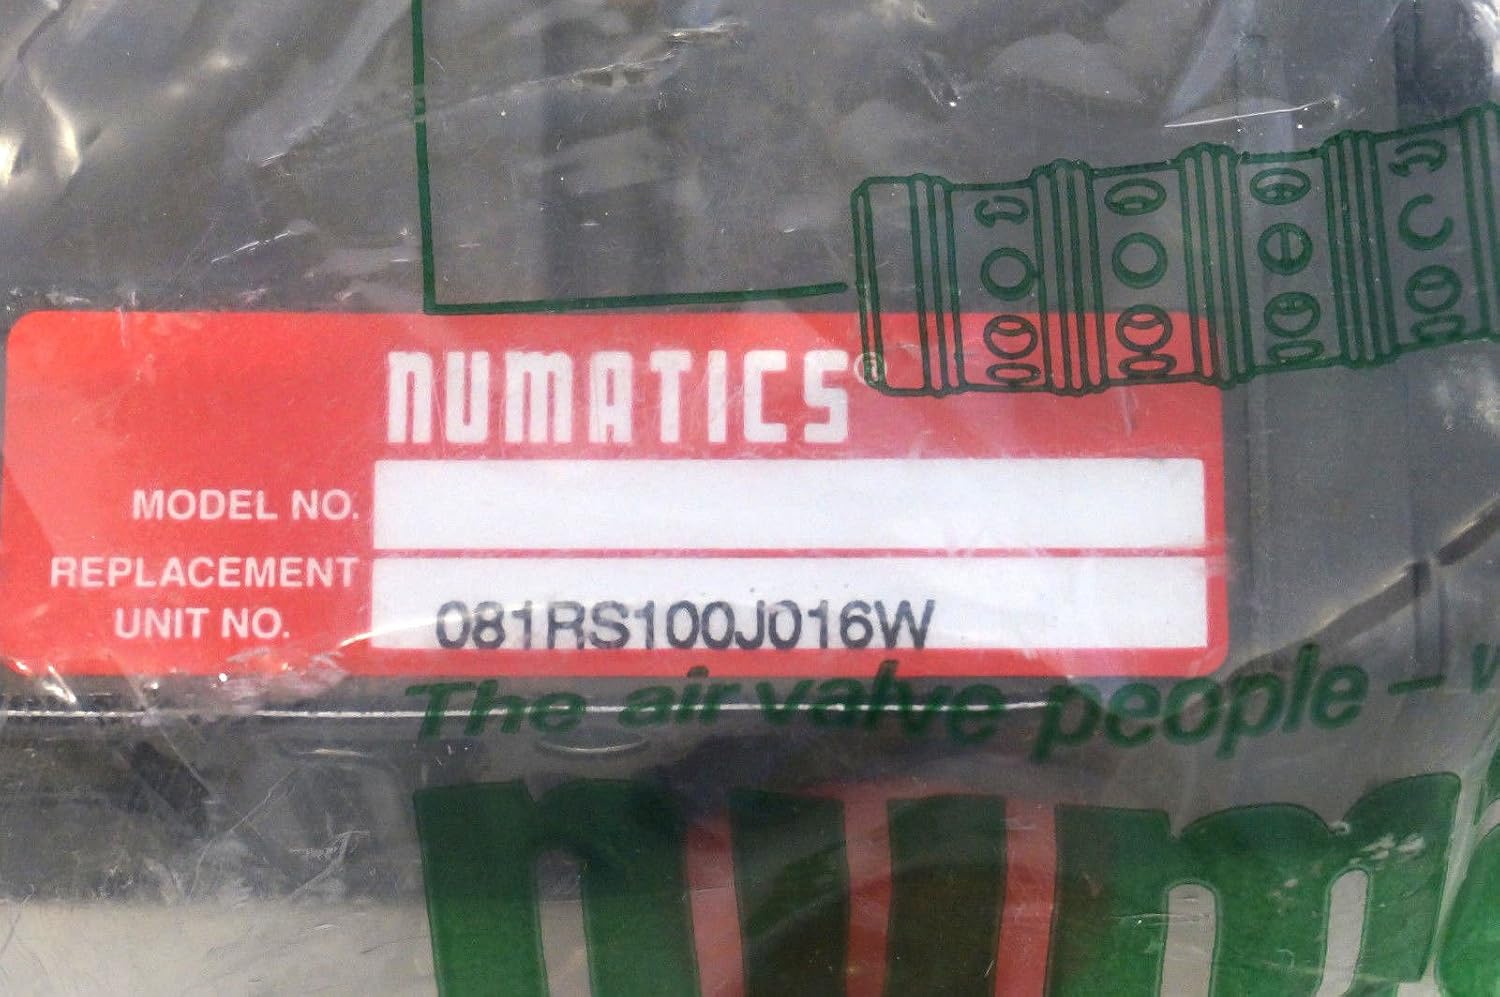 NUMATICS®
MODEL NO.
REPLACEMENT
UNIT NO.
081RS100J016W
The air valve people –